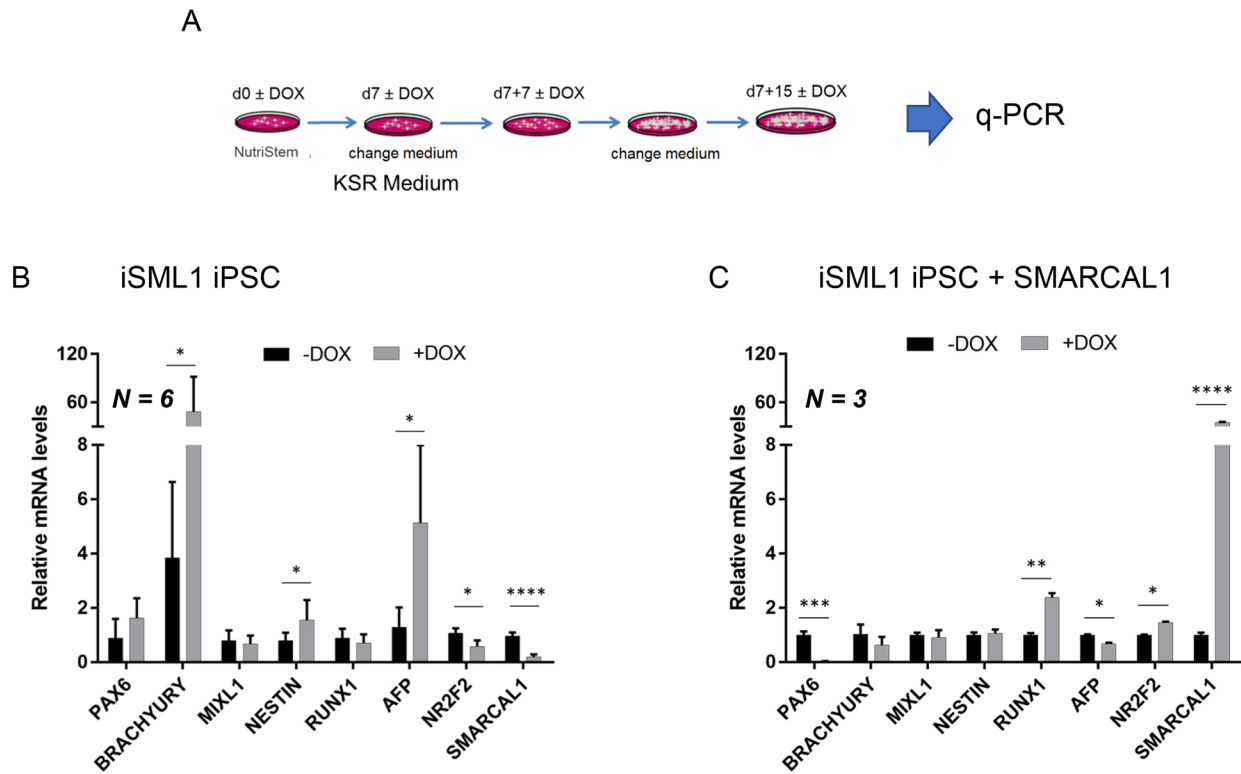 A
d0 ± DOX
d7 ± DOX
d7+7 ± DOX
d7+15 ± DOX
q-PCR
NutriStem
change medium
change medium
KSR Medium
B
iSML1 iPSC
-DOX
+DOX
Relative mRNA levels
120
60
8
6
4
2
0
N = 6
*
*
*
*
****
PAX6
BRACHYURY
MIXL1
NESTIN
RUNX1
AFP
NR2F2
SMARCAL1
C
iSML1 iPSC + SMARCAL1
-DOX
+DOX
Relative mRNA levels
120
60
8
6
4
2
0
N = 3
***
**
*
*
****
PAX6
BRACHYURY
MIXL1
NESTIN
RUNX1
AFP
NR2F2
SMARCAL1